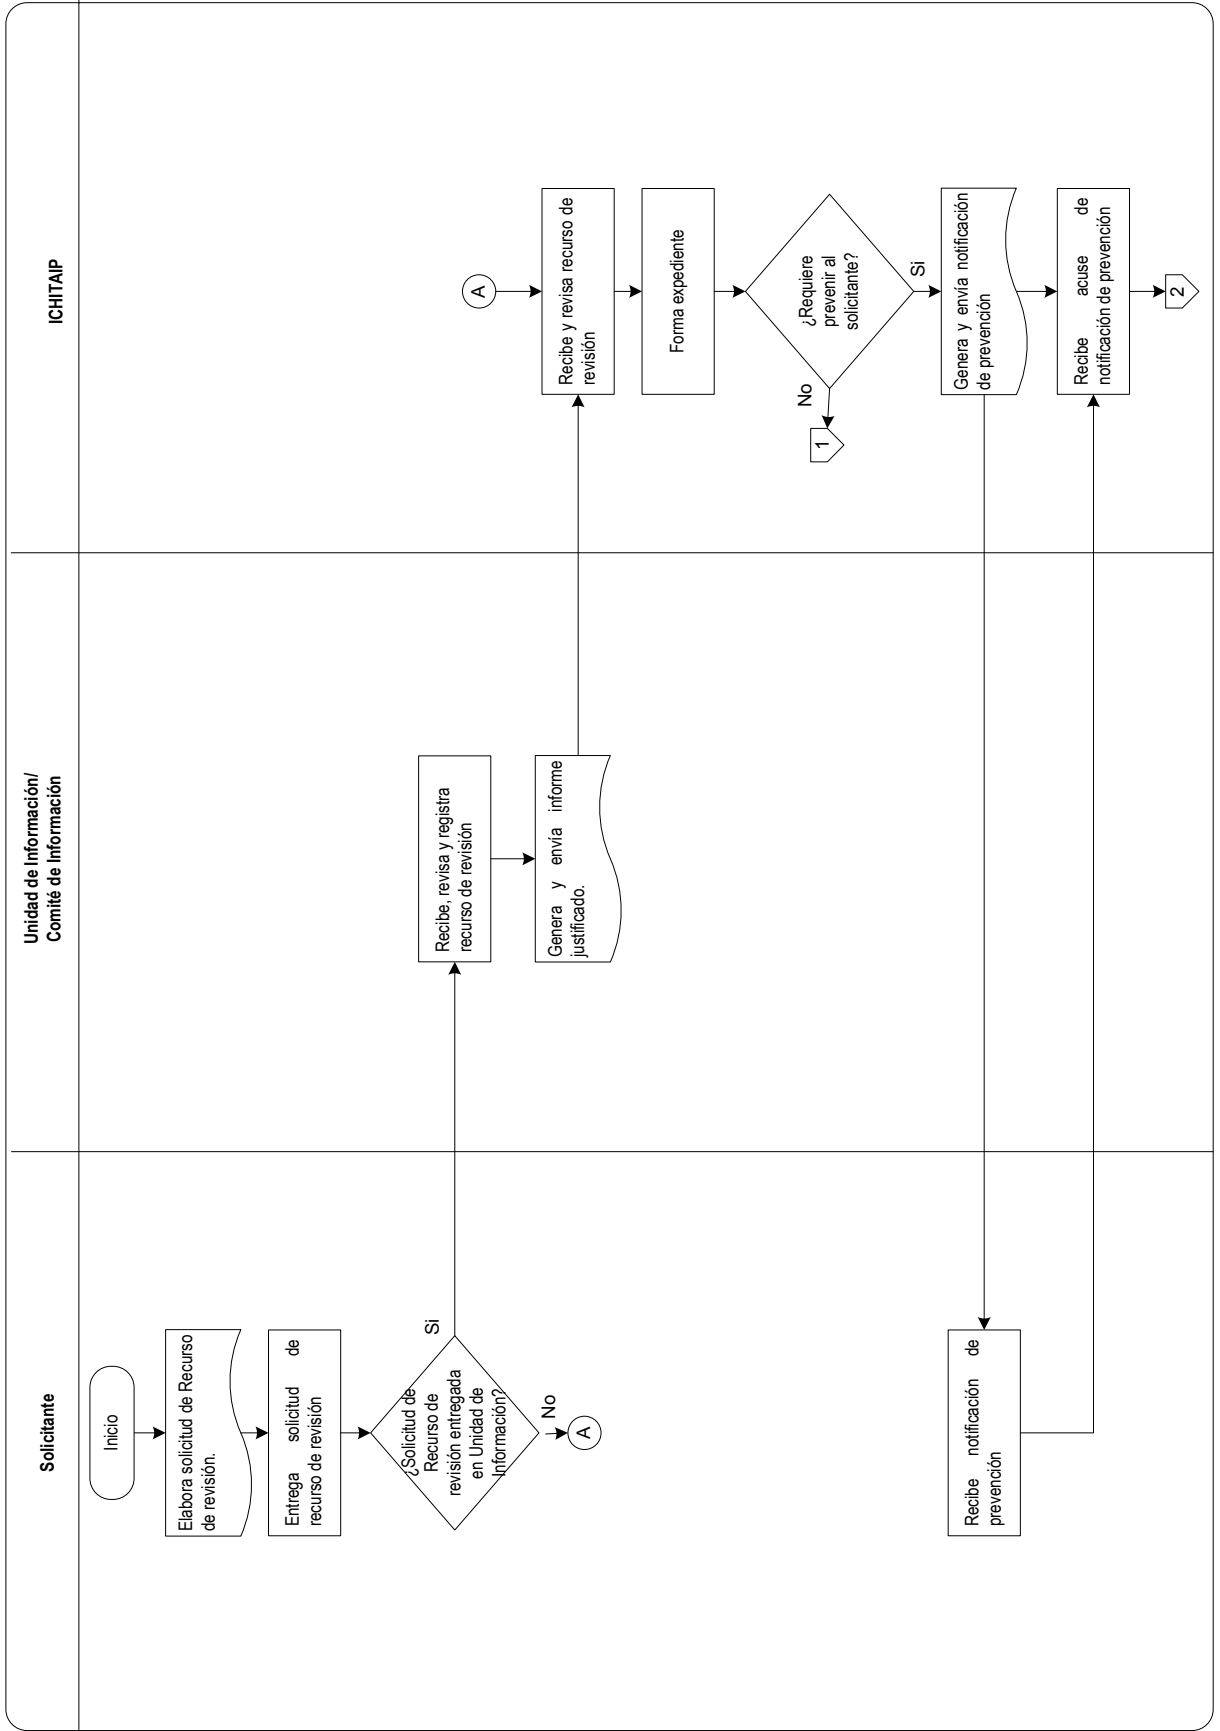 Solicitante
Unidad de Información/
Comité de Información
ICHITAIP
Inicio
Elabora solicitud de Recurso
de revisión.
Entrega solicitud de
recurso de revisión
¿Solicitud de
Recurso de
revisión entregada
en Unidad de
Información?
Si
No
A
Recibe, revisa y registra
recurso de revisión
Genera y envía informe
justificado.
A
Recibe y revisa recurso de
revisión
Forma expediente
¿Requiere
prevenir al
solicitante?
No
1
Si
Genera y envía notificación
de prevención
Recibe notificación de
prevención
Recibe acuse de
notificación de prevención
2